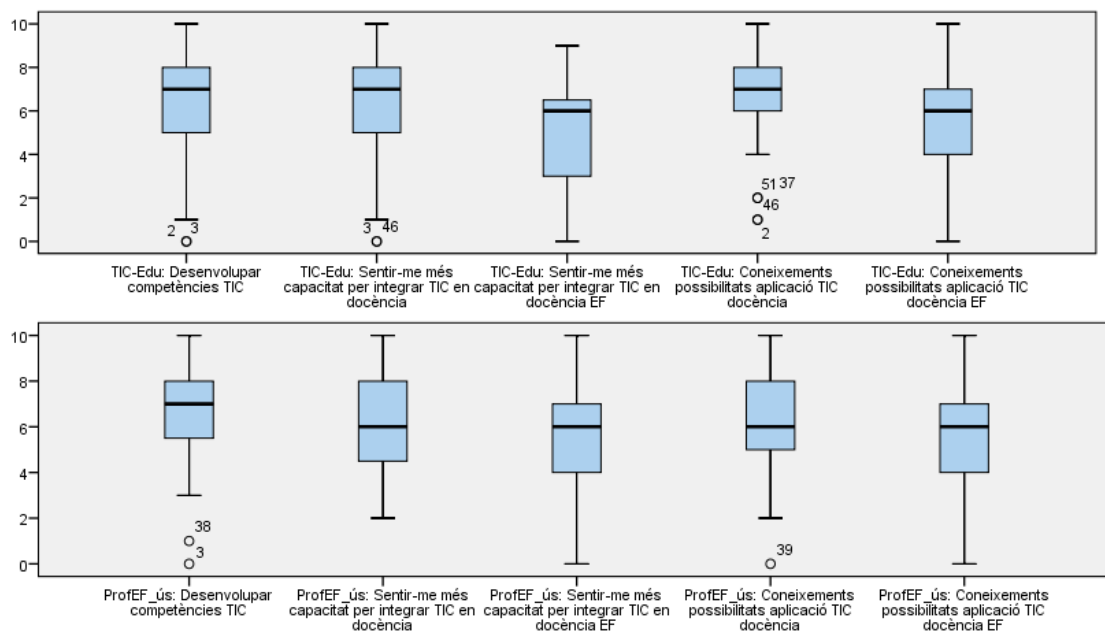 10
8
6
4
2
0
2 3
3 46
51 37
46
2
TIC-Edu: Desenvolupar
competències TIC
TIC-Edu: Sentir-me més
capacitat per integrar TIC en
docència
TIC-Edu: Sentir-me més
capacitat per integrar TIC en
docència EF
TIC-Edu: Coneixements
possibilitats aplicació TIC
docència
TIC-Edu: Coneixements
possibilitats aplicació TIC
docència EF
10
8
6
4
2
0
38
3
39
ProfEF_ús: Desenvolupar
competències TIC
ProfEF_ús: Sentir-me més
capacitat per integrar TIC en
docència
ProfEF_ús: Sentir-me més
capacitat per integrar TIC en
docència EF
ProfEF_ús: Coneixements
possibilitats aplicació TIC
docència
ProfEF_ús: Coneixements
possibilitats aplicació TIC
docència EF